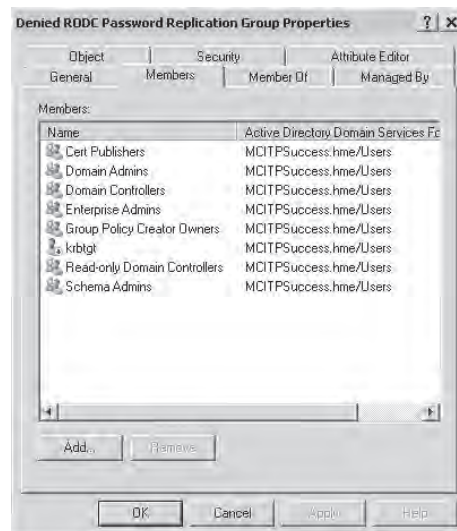 Denied RODC Password Replication Group Properties ? X
Object Security Attribute Editor
General Members Member Of Managed By
Members:
Name Active Directory Domain Services Fo
Cert Publishers MCITPSuccess.hme/Users
Domain Admins MCITPSuccess.hme/Users
Domain Controllers MCITPSuccess.hme/Users
Enterprise Admins MCITPSuccess.hme/Users
Group Policy Creator Owners MCITPSuccess.hme/Users
krbtgt MCITPSuccess.hme/Users
Read-only Domain Controllers MCITPSuccess.hme/Users
Schema Admins MCITPSuccess.hme/Users
Add... Remove
OK Cancel Apply Help